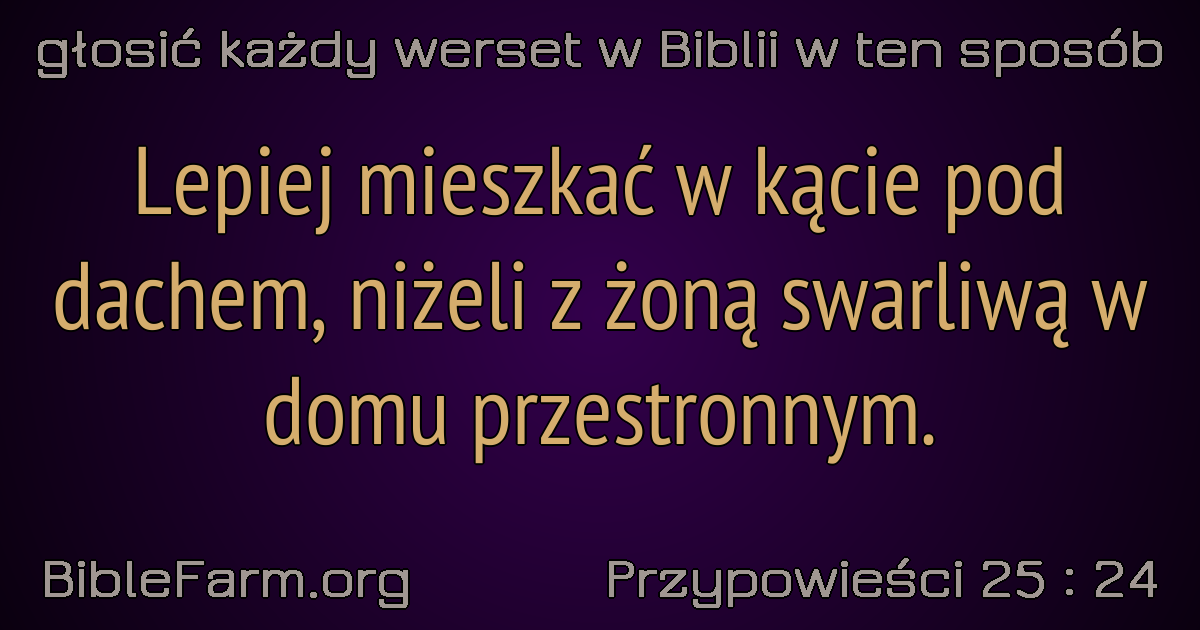 głosić każdy werset w Biblii w ten sposób
Lepiej mieszkać w kącie pod
dachem, niżeli z żoną swarliwą w
domu przestronnym.
BibleFarm.org
Przypowieści 25 : 24